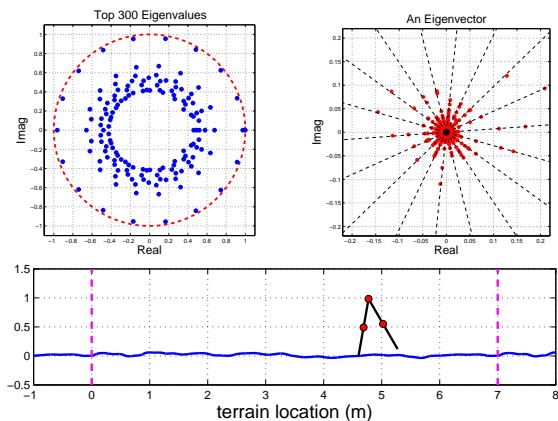 Top 300 Eigenvalues
An Eigenvector
Imag
1
0.8
0.6
0.4
0.2
0
-0.2
-0.4
-0.6
-0.8
-1
-1 -0.8 -0.6 -0.4 -0.2 0 0.2 0.4 0.6 0.8 1
Real
Imag
0.2
0.15
0.1
0.05
0
-0.05
-0.1
-0.15
-0.2
-0.2 -0.15 -0.1 -0.05 0 0.05 0.1 0.15 0.2
Real
1.5
1
0.5
0
-0.5
-1 0 1 2 3 4 5 6 7 8
terrain location (m)